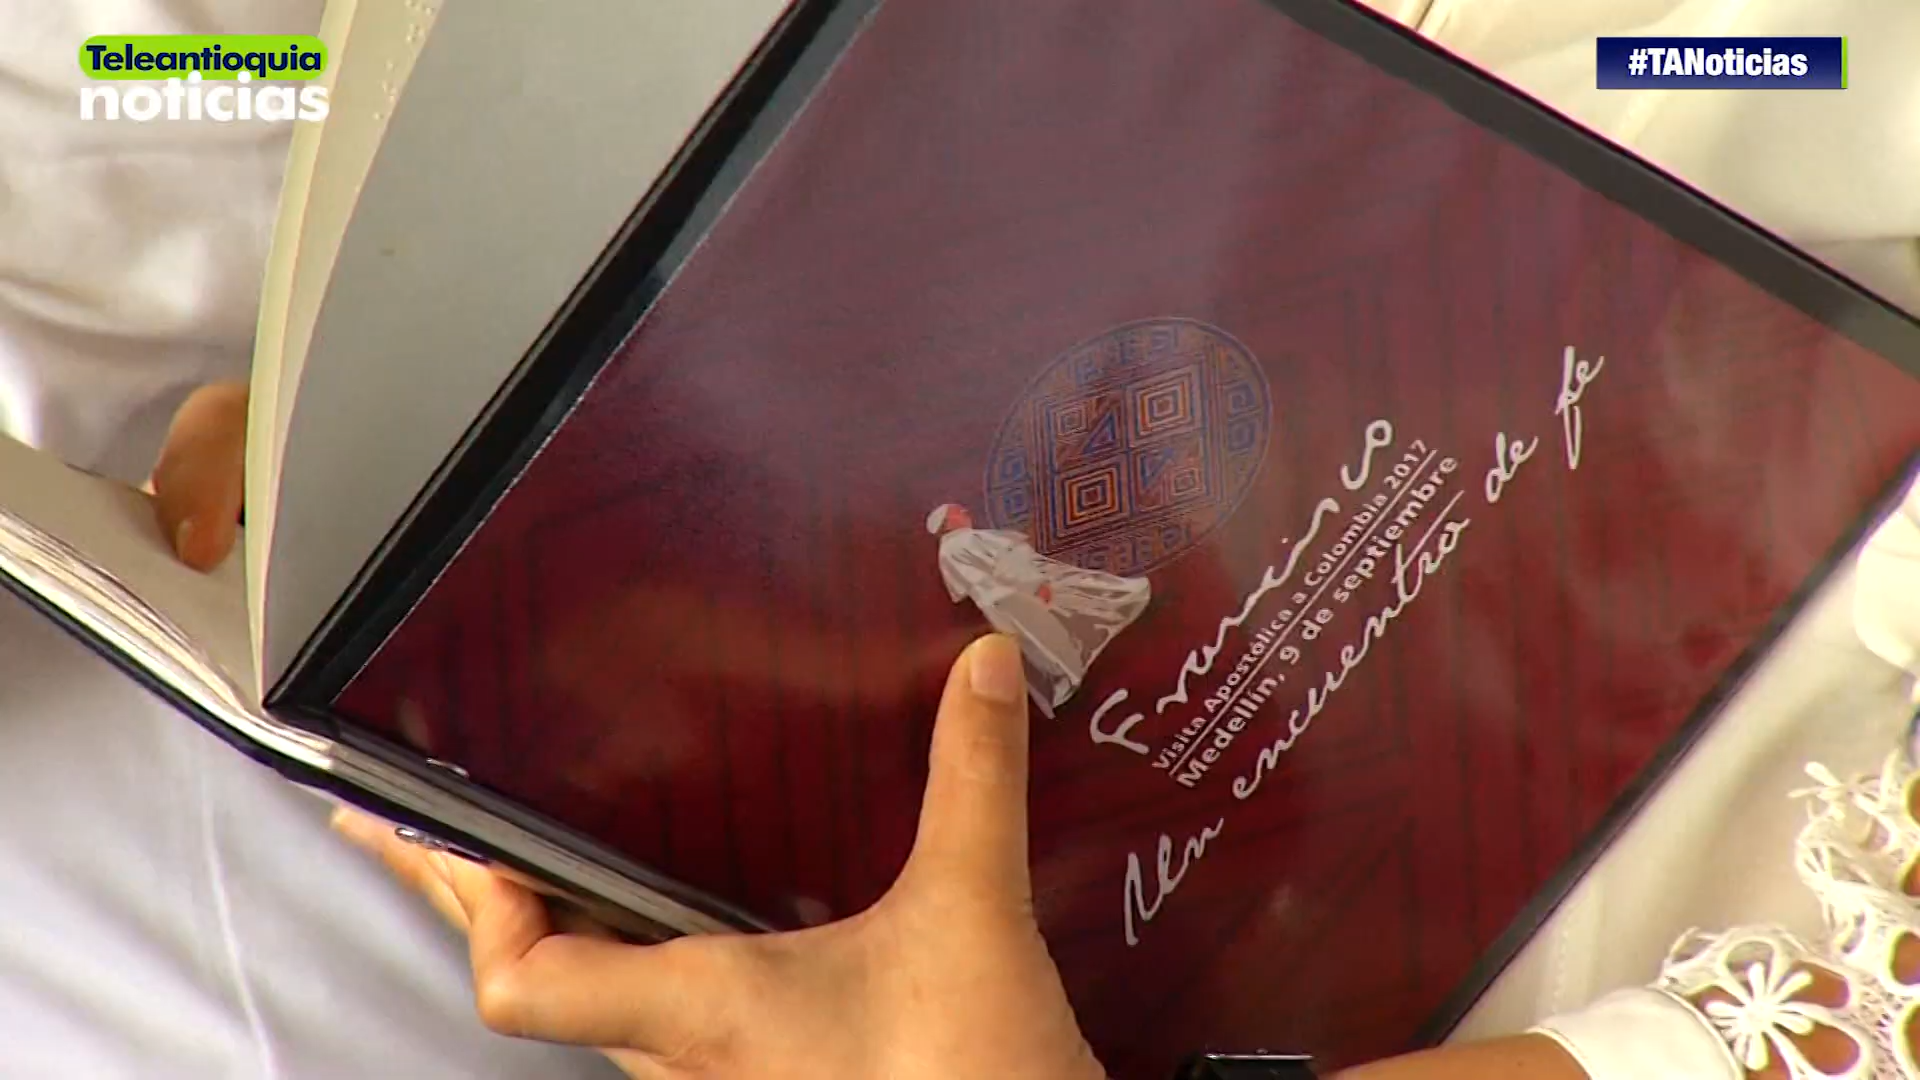 Teleantioquia
noticias
#TANoticias
Francisco
Visita Apostólica a Colombia 2017
Medellín, 9 de septiembre
Un encuentro de fe